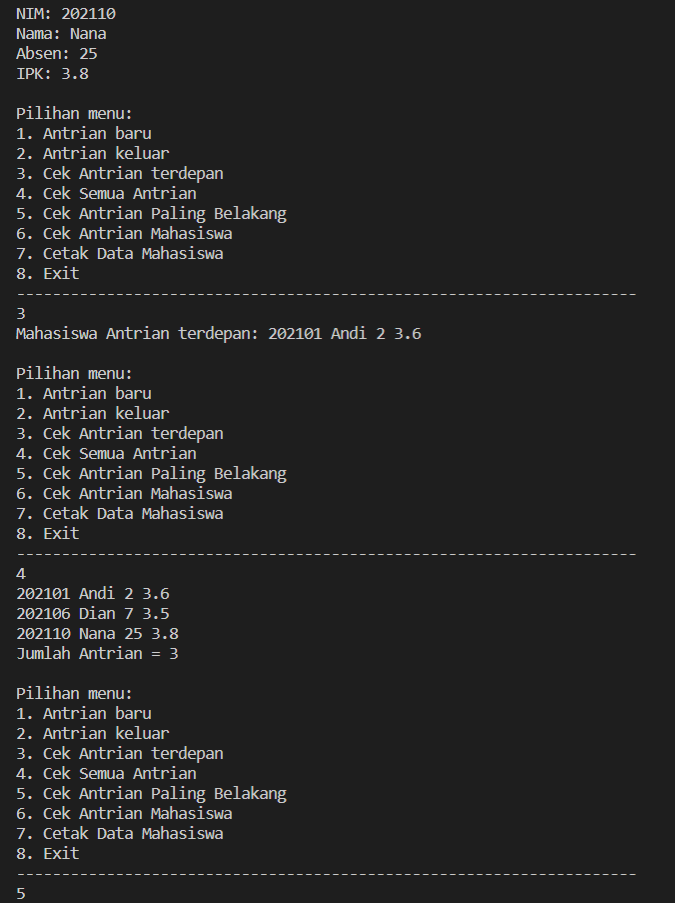 NIM: 202110
Nama: Nana
Absen: 25
IPK: 3.8
Pilihan menu:
1. Antrian baru
2. Antrian keluar
3. Cek Antrian terdepan
4. Cek Semua Antrian
5. Cek Antrian Paling Belakang
6. Cek Antrian Mahasiswa
7. Cetak Data Mahasiswa
8. Exit
---------------------------------------------------------------------
3
Mahasiswa Antrian terdepan: 202101 Andi 2 3.6
Pilihan menu:
1. Antrian baru
2. Antrian keluar
3. Cek Antrian terdepan
4. Cek Semua Antrian
5. Cek Antrian Paling Belakang
6. Cek Antrian Mahasiswa
7. Cetak Data Mahasiswa
8. Exit
---------------------------------------------------------------------
4
202101 Andi 2 3.6
202106 Dian 7 3.5
202110 Nana 25 3.8
Jumlah Antrian = 3
Pilihan menu:
1. Antrian baru
2. Antrian keluar
3. Cek Antrian terdepan
4. Cek Semua Antrian
5. Cek Antrian Paling Belakang
6. Cek Antrian Mahasiswa
7. Cetak Data Mahasiswa
8. Exit
---------------------------------------------------------------------
5